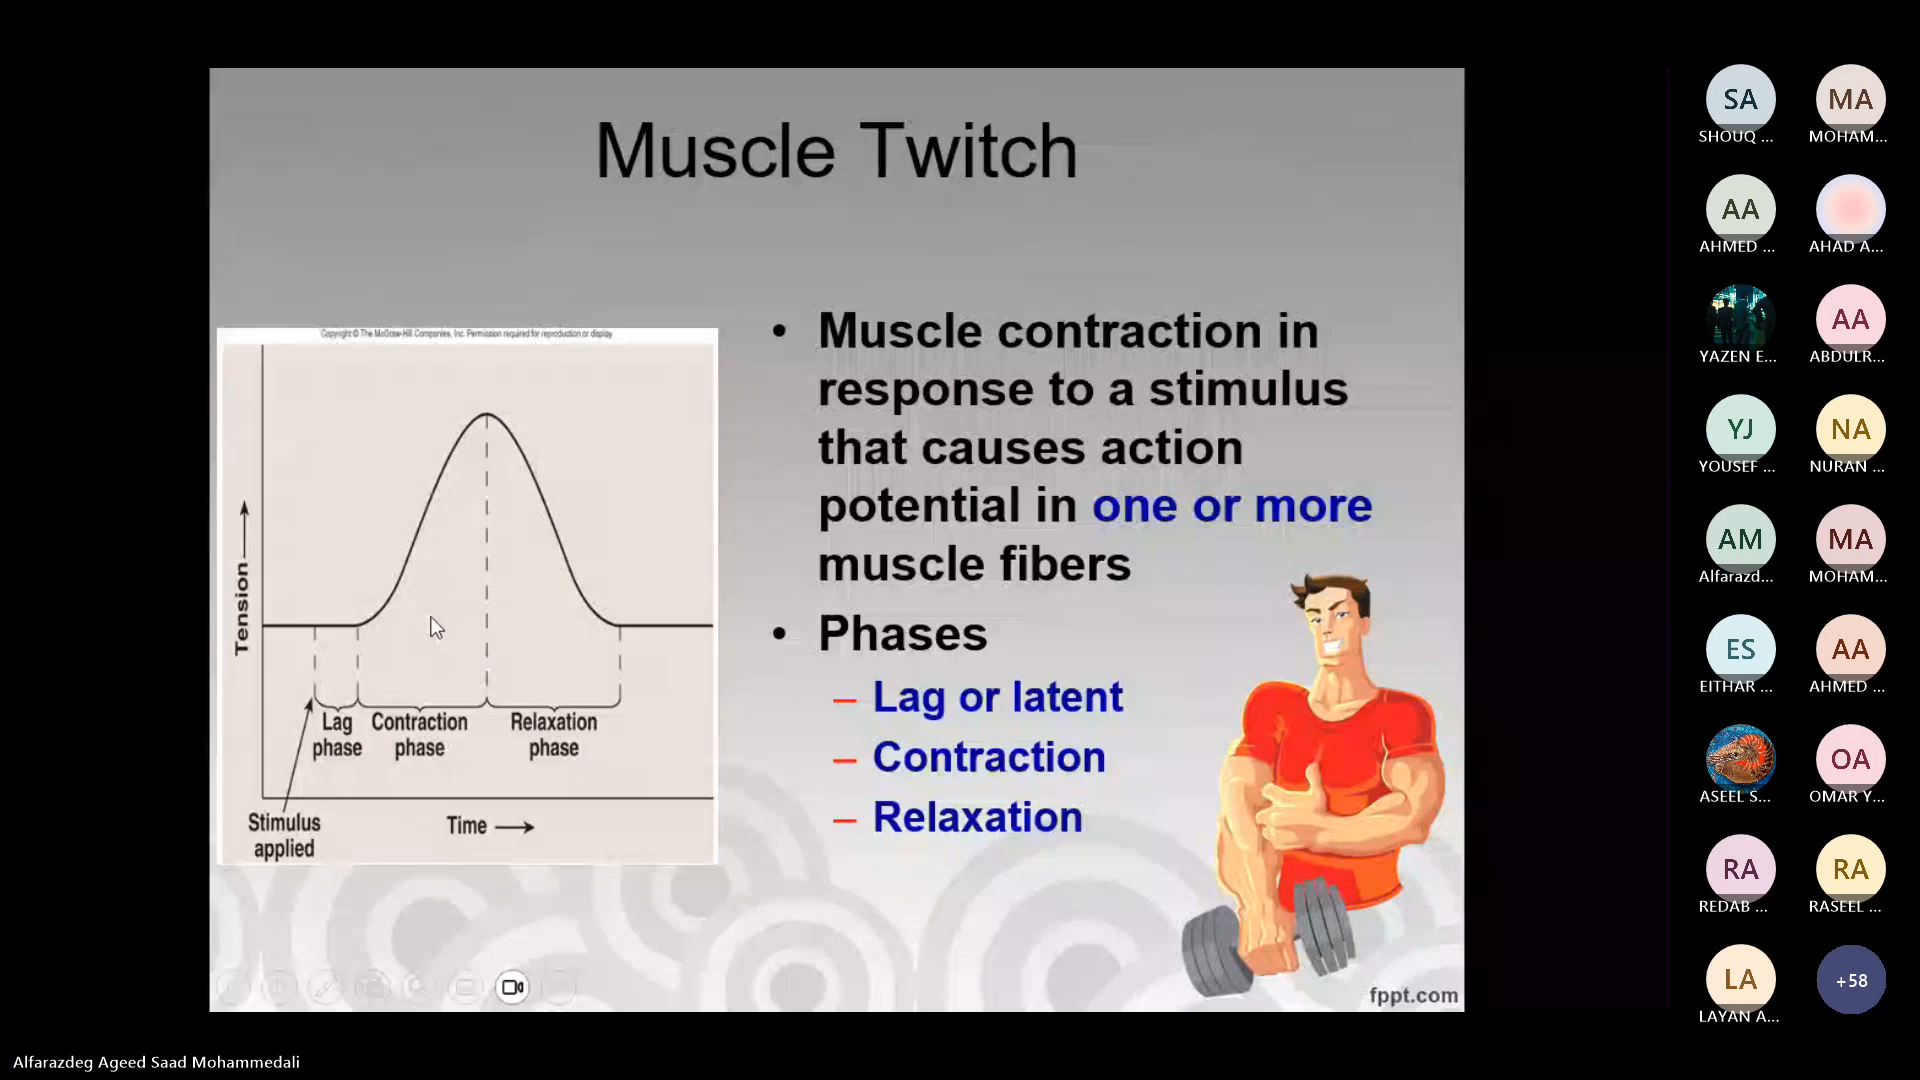 Muscle Twitch
Copyright © The McGraw-Hill Companies, Inc. Permission required for reproduction or display
Tension
Lag phase
Contraction phase
Relaxation phase
Stimulus applied
Time
• Muscle contraction in
response to a stimulus
that causes action
potential in one or more
muscle fibers
• Phases
– Lag or latent
– Contraction
– Relaxation
fppt.com
SA
SHOUQ ...
MA
MOHAM...
AA
AHMED ...
AHAD A...
YAZEN E...
AA
ABDULR...
YJ
YOUSEF ...
NA
NURAN ...
AM
Alfarazd...
MA
MOHAM...
ES
EITHAR ...
AA
AHMED ...
ASEEL S...
OA
OMAR Y...
RA
REDAB ...
RA
RASEEL ...
LA
LAYAN A...
+58
Alfarazdeg Ageed Saad Mohammedali